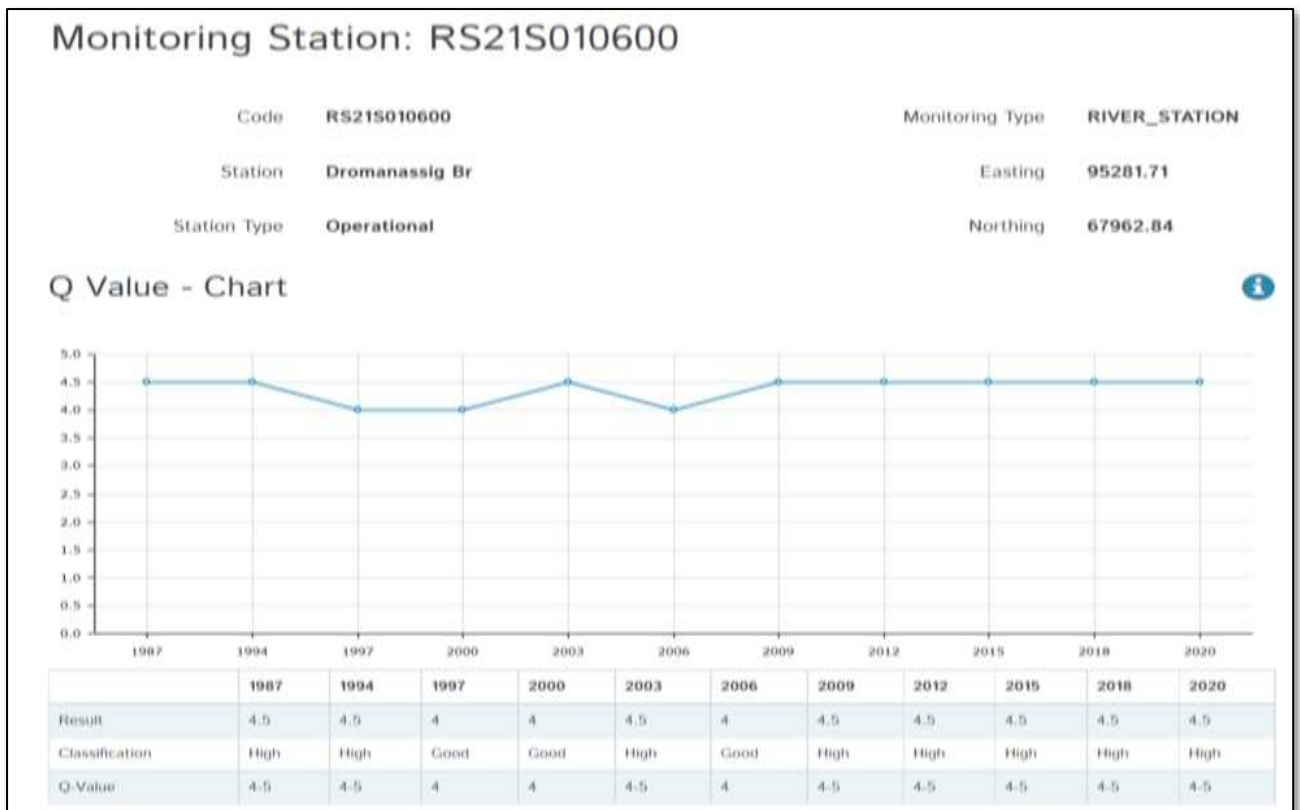 Monitoring Station: RS21S010600
Code RS21S010600 Monitoring Type RIVER_STATION
Station Dromanassig Br Easting 95281.71
Station Type Operational Northing 67962.84
Q Value - Chart
5.0
4.5
4.0
3.5
3.0
2.5
2.0
1.5
1.0
0.5
0.0
1987 1994 1997 2000 2003 2006 2009 2012 2015 2018 2020
1987 1994 1997 2000 2003 2006 2009 2012 2015 2018 2020
Result 4.5 4.5 4 4 4.5 4 4.5 4.5 4.5 4.5 4.5
Classification High High Good Good High Good High High High High High
Q-Value 4-5 4-5 4 4 4-5 4 4-5 4-5 4-5 4-5 4-5